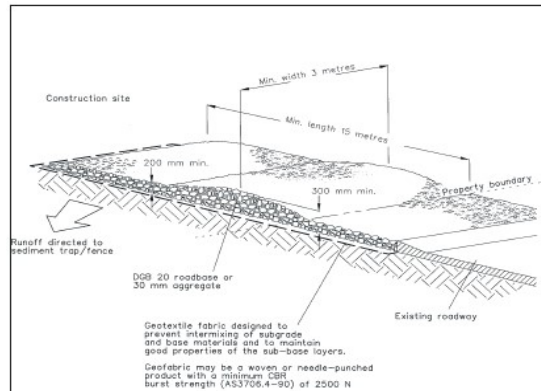 Min. width 3 metres
Construction site
Min. length 15 metres
200 mm min.
300 mm min.
Property boundary
Runoff directed to
sediment trap/fence
DGB 20 roadbase or
30 mm aggregate
Existing roadway
Geotextile fabric designed to
prevent intermixing of subgrade
and base materials and to maintain
good properties of the sub-base layers.
Geofabric may be a woven or needle-punched
product with a minimum CBR
burst strength (AS3706.4-90) of 2500 N